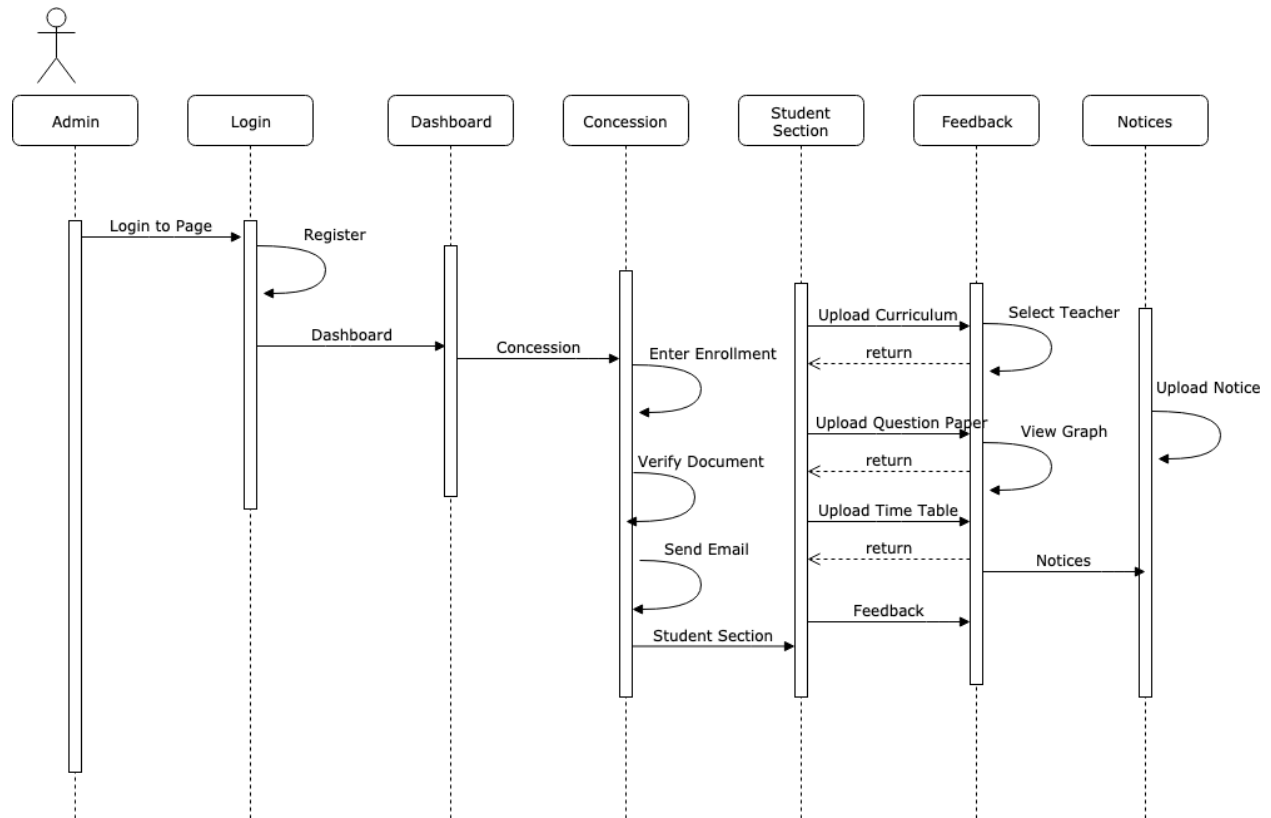 Admin
Login
Dashboard
Concession
Student
Section
Feedback
Notices
Login to Page
Register
Dashboard
Concession
Enter Enrollment
Verify Document
Send Email
Student Section
Upload Curriculum
return
Upload Question Paper
return
Upload Time Table
return
Feedback
Select Teacher
View Graph
Notices
Upload Notice